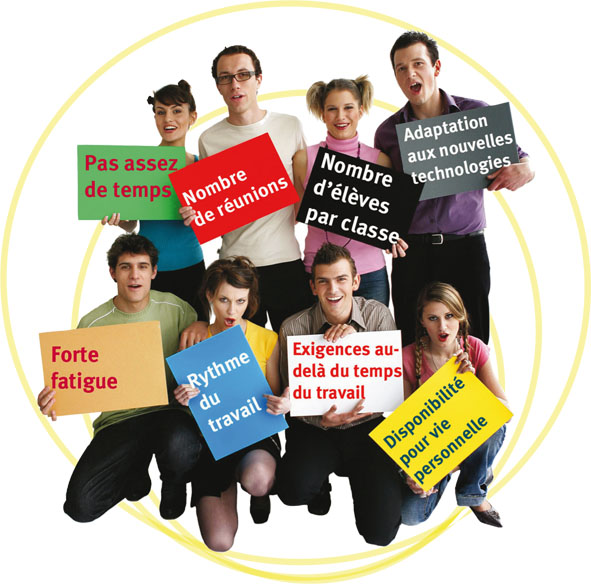 Pas assez
de temps
Nombre
de réunions
Nombre
d'élèves
par classe
Adaptation
aux nouvelles
technologies
Forte
fatigue
Rythme
du
travail
Exigences au-
delà du temps
du travail
Disponibilité
pour vie
personnelle